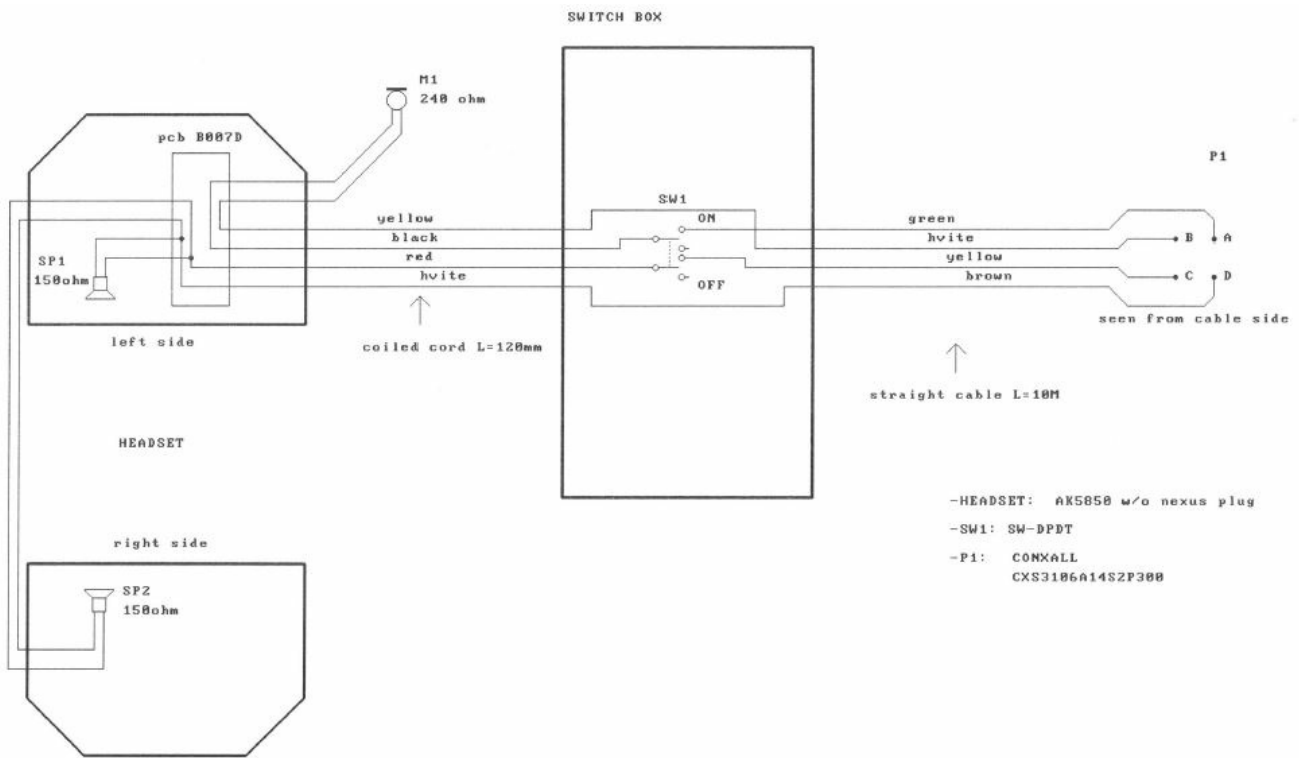 SWITCH BOX
M1
240 ohm
pcb B007D
P1
SW1
yellow
ON
green
black
hvite
B
A
red
yellow
SP1
150ohm
hvite
OFF
brown
C
D
seen from cable side
left side
coiled cord L=120mm
straight cable L=10M
HEADSET
-HEADSET: AK5850 w/o nexus plug
-SW1: SW-DPDT
right side
-P1: CONXALL
CXS3106A14S2P300
SP2
150ohm